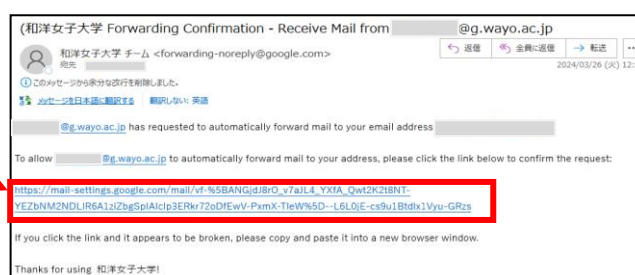 (和洋女子大学 Forwarding Confirmation - Receive Mail from @g.wayo.ac.jp
和洋女子大学 チーム <forwarding-noreply@google.com>
宛先
返信 全員に返信 転送
2024/03/26 (火) 12:
このメッセージから余分な改行を削除しました。
メッセージを日本語に翻訳する 翻訳しない: 英語
@g.wayo.ac.jp has requested to automatically forward mail to your email address
To allow @g.wayo.ac.jp to automatically forward mail to your address, please click the link below to confirm the request:
https://mail-settings.google.com/mail/vf-%5BANGjdJ8rO_v7aJL4_YXfA_Qwt2K2t8NT-
YEZbNM2NDLIR6A1ziZbgSpIAlclp3ERkr72oDfEwV-PxmX-TIeW%5D--L6L0jE-cs9u1Btdlx1Vyu-GRzs
If you click the link and it appears to be broken, please copy and paste it into a new browser window.
Thanks for using 和洋女子大学!